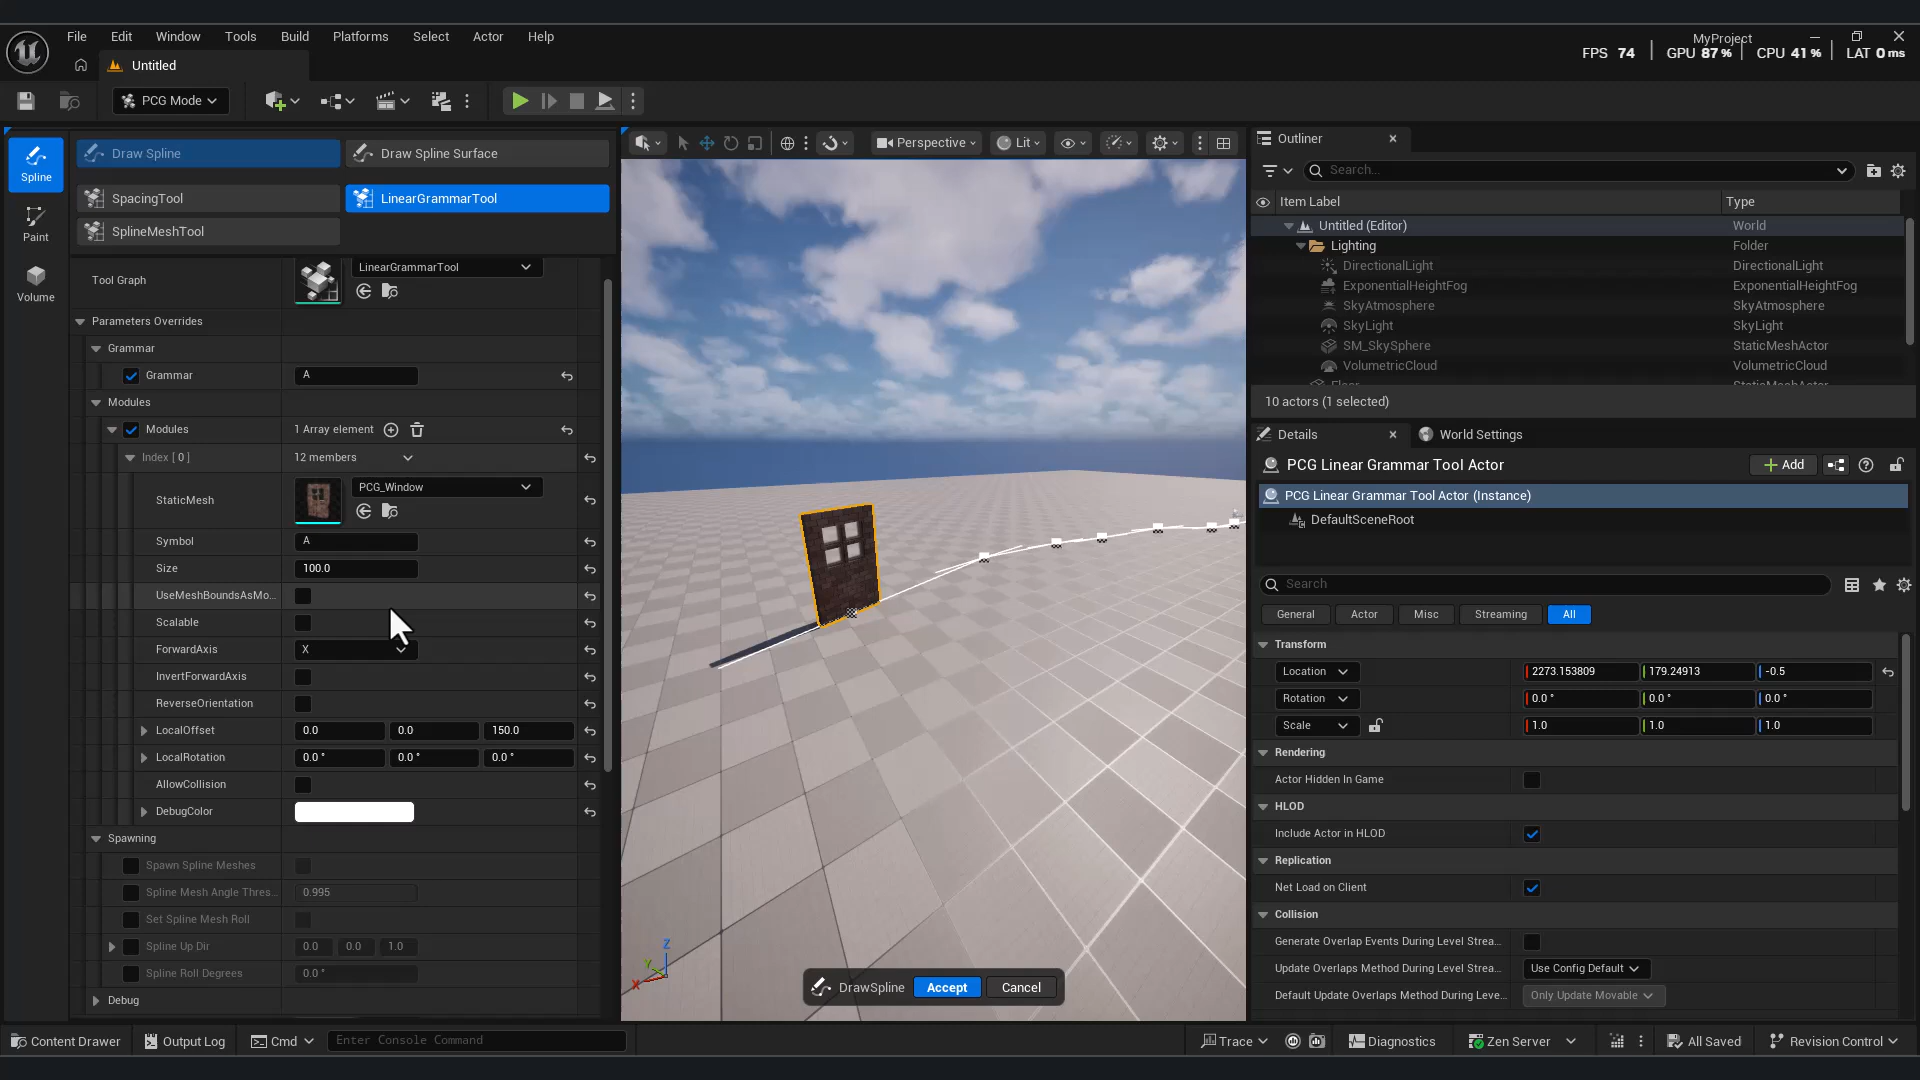 File Edit Window Tools Build Platforms Select Actor Help
MyProject
FPS 74 GPU 87% CPU 41% LAT 0 ms
Untitled
PCG Mode
Spline
Paint
Volume
Draw Spline
Draw Spline Surface
SpacingTool
LinearGrammarTool
SplineMeshTool
Tool Graph
LinearGrammarTool
Parameters Overrides
Grammar
Grammar A
Modules
Modules 1 Array element
Index [ 0 ] 12 members
StaticMesh PCG_Window
Symbol A
Size 100.0
UseMeshBoundsAsMo...
Scalable
ForwardAxis X
InvertForwardAxis
ReverseOrientation
LocalOffset 0.0 0.0 150.0
LocalRotation 0.0 ° 0.0 ° 0.0 °
AllowCollision
DebugColor
Spawning
Spawn Spline Meshes
Spline Mesh Angle Thres... 0.995
Set Spline Mesh Roll
Spline Up Dir 0.0 0.0 1.0
Spline Roll Degrees 0.0 °
Debug
Perspective
Lit
Z
Y
X
DrawSpline Accept Cancel
Outliner
Search...
Item Label Type
Untitled (Editor) World
Lighting Folder
DirectionalLight DirectionalLight
ExponentialHeightFog ExponentialHeightFog
SkyAtmosphere SkyAtmosphere
SkyLight SkyLight
SM_SkySphere StaticMeshActor
VolumetricCloud VolumetricCloud
Floor StaticMeshActor
10 actors (1 selected)
Details
World Settings
PCG Linear Grammar Tool Actor
Add
PCG Linear Grammar Tool Actor (Instance)
DefaultSceneRoot
Search
General Actor Misc Streaming All
Transform
Location 2273.153809 179.24913 -0.5
Rotation 0.0 ° 0.0 ° 0.0 °
Scale 1.0 1.0 1.0
Rendering
Actor Hidden In Game
HLOD
Include Actor in HLOD
Replication
Net Load on Client
Collision
Generate Overlap Events During Level Strea...
Update Overlaps Method During Level Strea... Use Config Default
Default Update Overlaps Method During Leve... Only Update Movable
Content Drawer Output Log Cmd Enter Console Command
Trace Diagnostics Zen Server All Saved Revision Control